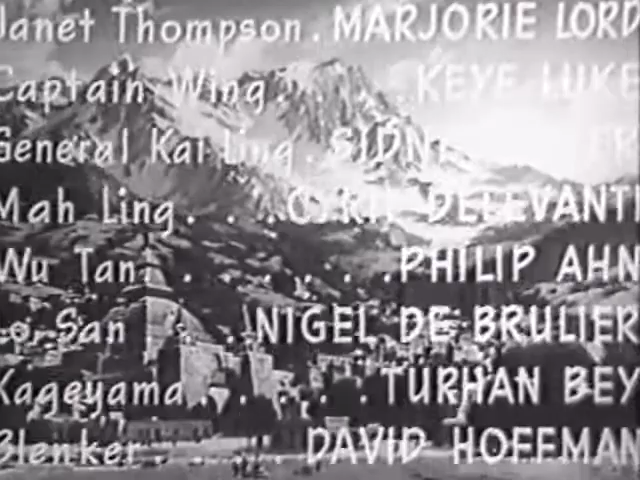 Janet Thompson . MARJORIE LORD
Captain Wing . . . . . KEYE LUKE
General Kai Ling .
Mah Ling . . . . CYRIL DELEVANTI
Wu Tan . . . . . . . PHILIP AHN
San . . . NIGEL DE BRULIER
Kageyama . . . . . . TURHAN BEY
Blenker . . . . . DAVID HOFFMAN